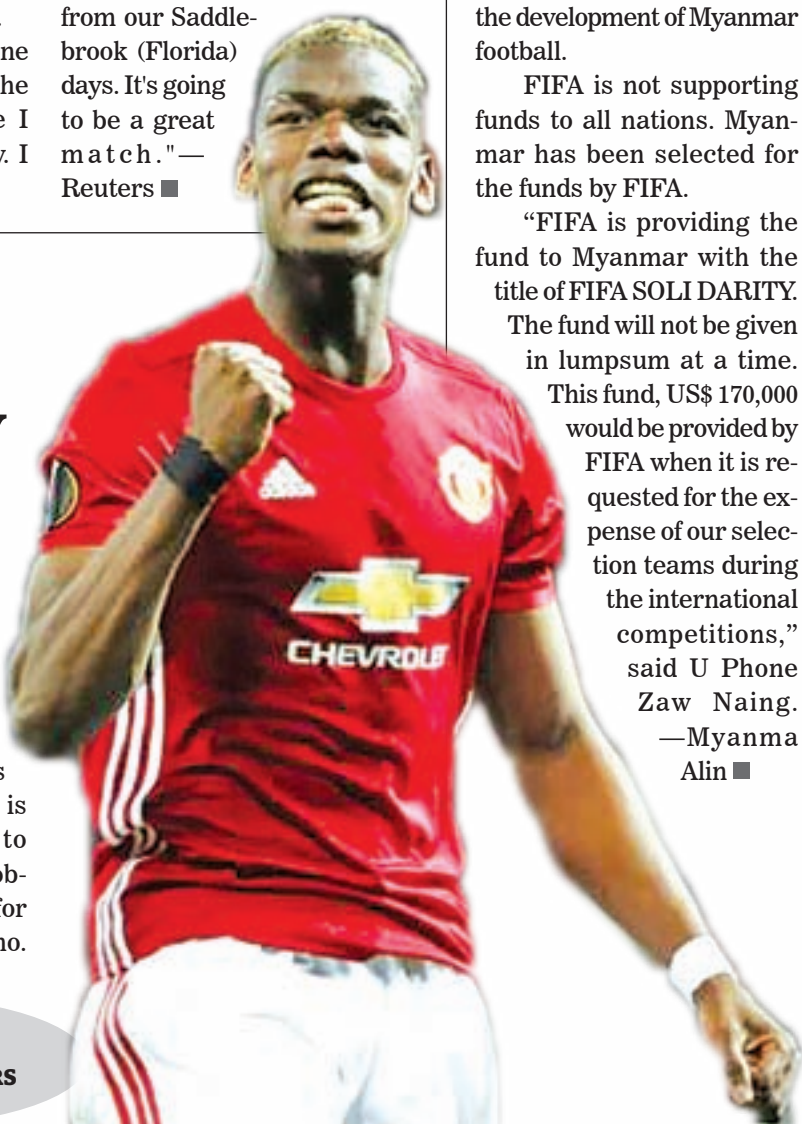 ne
he
e I
y. I
from our Saddle-
brook (Florida)
days. It's going
to be a great
match."—
Reuters
the development of Myanmar
football.
FIFA is not supporting
funds to all nations. Myan-
mar has been selected for
the funds by FIFA.
“FIFA is providing the
fund to Myanmar with the
title of FIFA SOLI DARITY.
The fund will not be given
in lumpsum at a time.
This fund, US$ 170,000
would be provided by
FIFA when it is re-
quested for the ex-
pense of our selec-
tion teams during
the international
competitions,”
said U Phone
Zaw Naing.
—Myanma
Alin
adidas
CHEVROLET
s
is
to
ob-
for
no.
RS